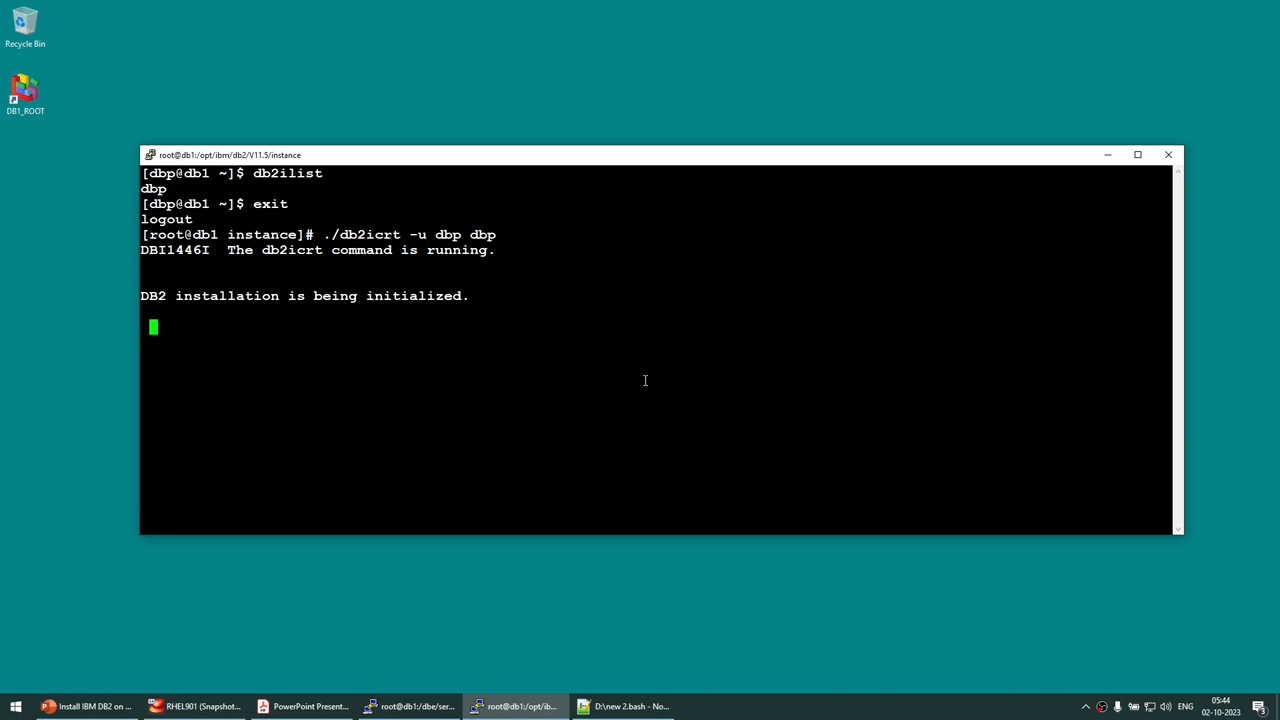 Recycle Bin
DB1_ROOT
root@db1:/opt/ibm/db2/V11.5/instance
[dbp@db1 ~]$ db2ilist
dbp
[dbp@db1 ~]$ exit
logout
[root@db1 instance]# ./db2icrt -u dbp dbp
DBI1446I  The db2icrt command is running.
DB2 installation is being initialized.
Install IBM DB2 on ...
RHEL901 (Snapshot...
PowerPoint Present...
root@db1:/dbe/ser...
root@db1:/opt/ib...
D:\new 2.bash - No...
ENG
05:44
02-10-2023